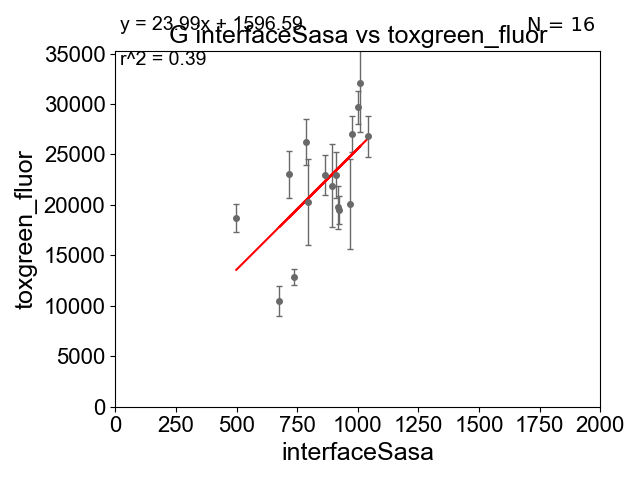 y = 23.99x + 1596.59
N = 16
G interfaceSasa vs toxgreen_fluor
r^2 = 0.39
35000
30000
25000
20000
15000
10000
5000
0
toxgreen_fluor
0 250 500 750 1000 1250 1500 1750 2000
interfaceSasa